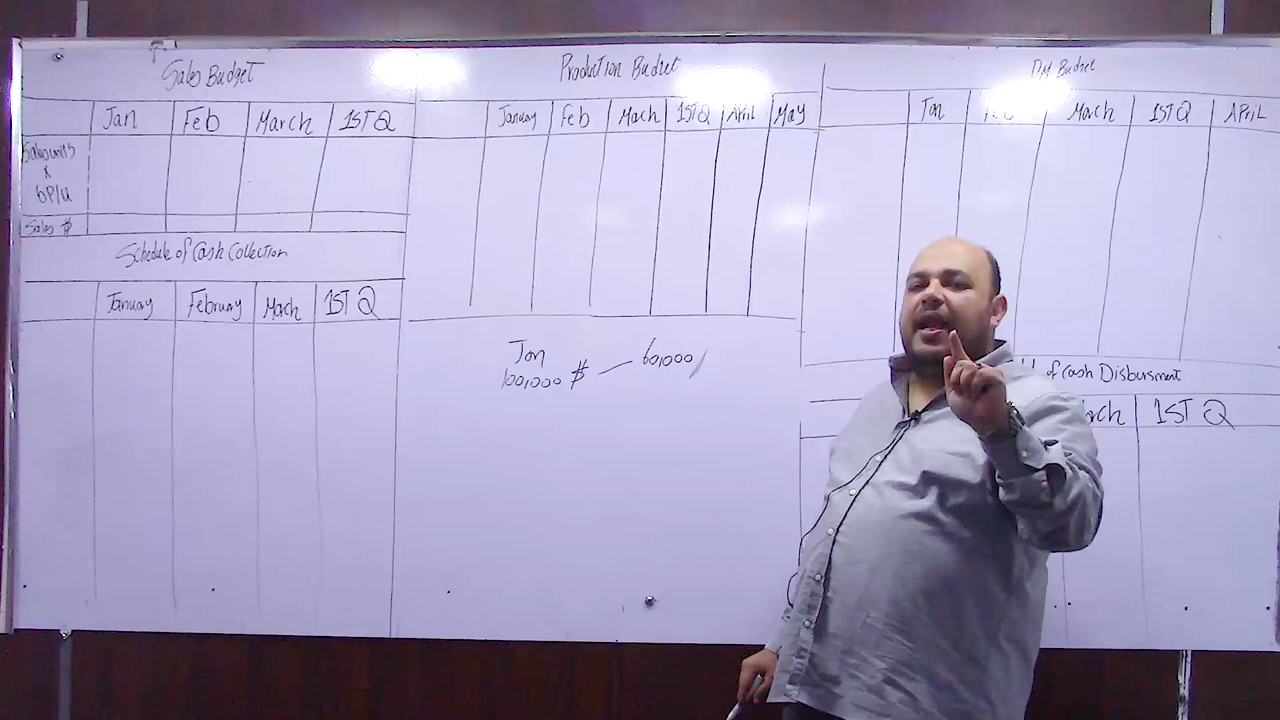 Sales Budget
Jan Feb March 1ST Q
Sales units
x
SP/U
Sales $
Schedule of Cash Collection
January February March 1ST Q
Production Budget
January Feb March 1ST Q APRIL May
Jan
100,000 $ — 60,000
DM Budget
Jan March 1ST Q APRIL
of Cash Disbursment
1ST Q